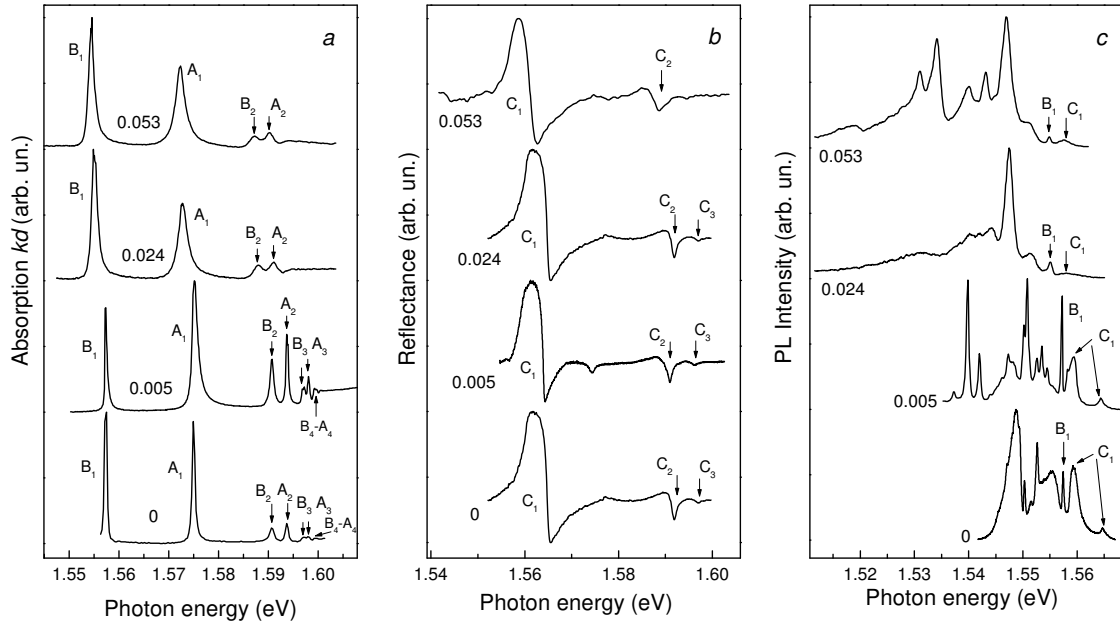 a
B₁
A₁
B₂ A₂
0.053
B₁
A₁
B₂ A₂
0.024
B₁
A₁
B₂
A₂
B₃ A₃
0.005
B₄-A₄
B₁
A₁
B₂ A₂ B₃ A₃
B₄-A₄
0
1.55 1.56 1.57 1.58 1.59 1.60
Photon energy (eV)
Absorption kd (arb. un.)
b
C₂
C₁
0.053
C₂ C₃
C₁
0.024
C₂ C₃
C₁
0.005
C₂ C₃
C₁
0
1.54 1.56 1.58 1.60
Photon energy (eV)
Reflectance (arb. un.)
c
B₁ C₁
0.053
B₁
C₁
0.024
B₁
C₁
0.005
B₁
C₁
0
1.52 1.53 1.54 1.55 1.56
Photon energy (eV)
PL Intensity (arb. un.)